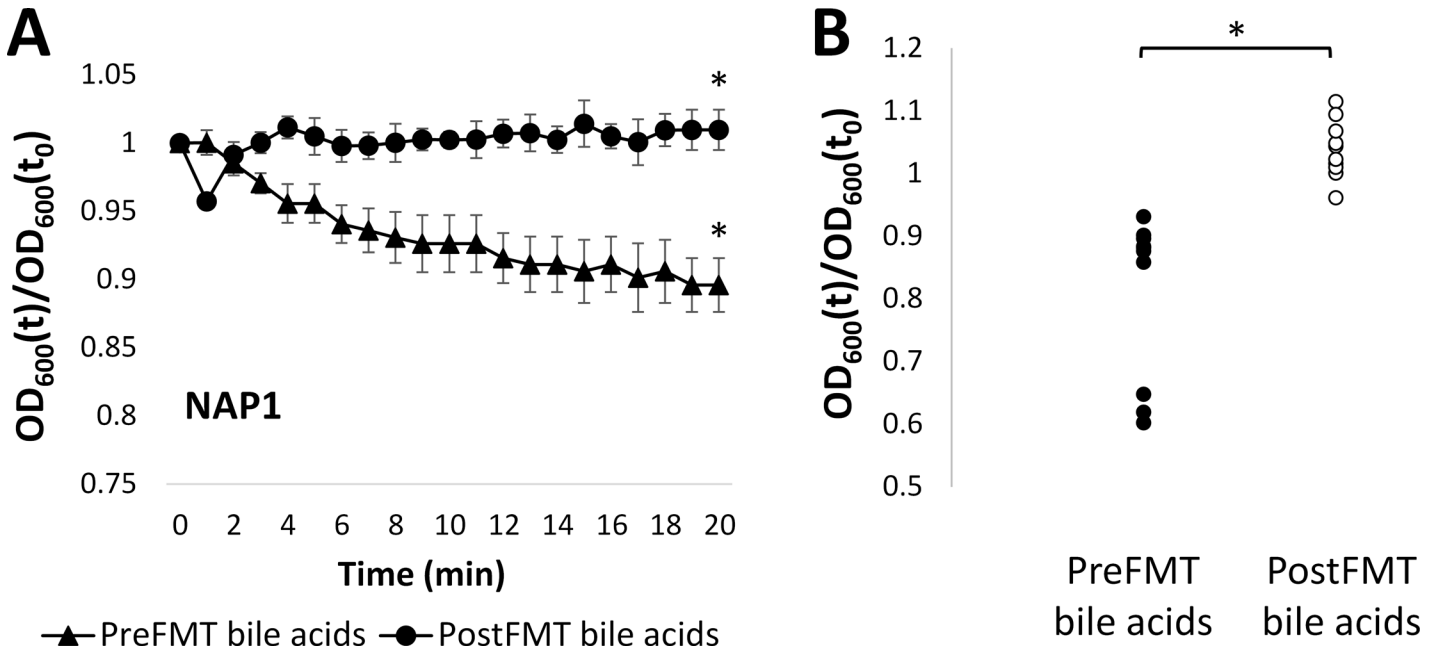 A
OD600(t)/OD600(t0)
1.05
1
0.95
0.9
0.85
0.8
0.75
*
*
NAP1
0 2 4 6 8 10 12 14 16 18 20
Time (min)
PreFMT bile acids PostFMT bile acids
B
OD600(t)/OD600(t0)
1.2
1.1
1
0.9
0.8
0.7
0.6
0.5
*
PreFMT PostFMT
bile acids bile acids